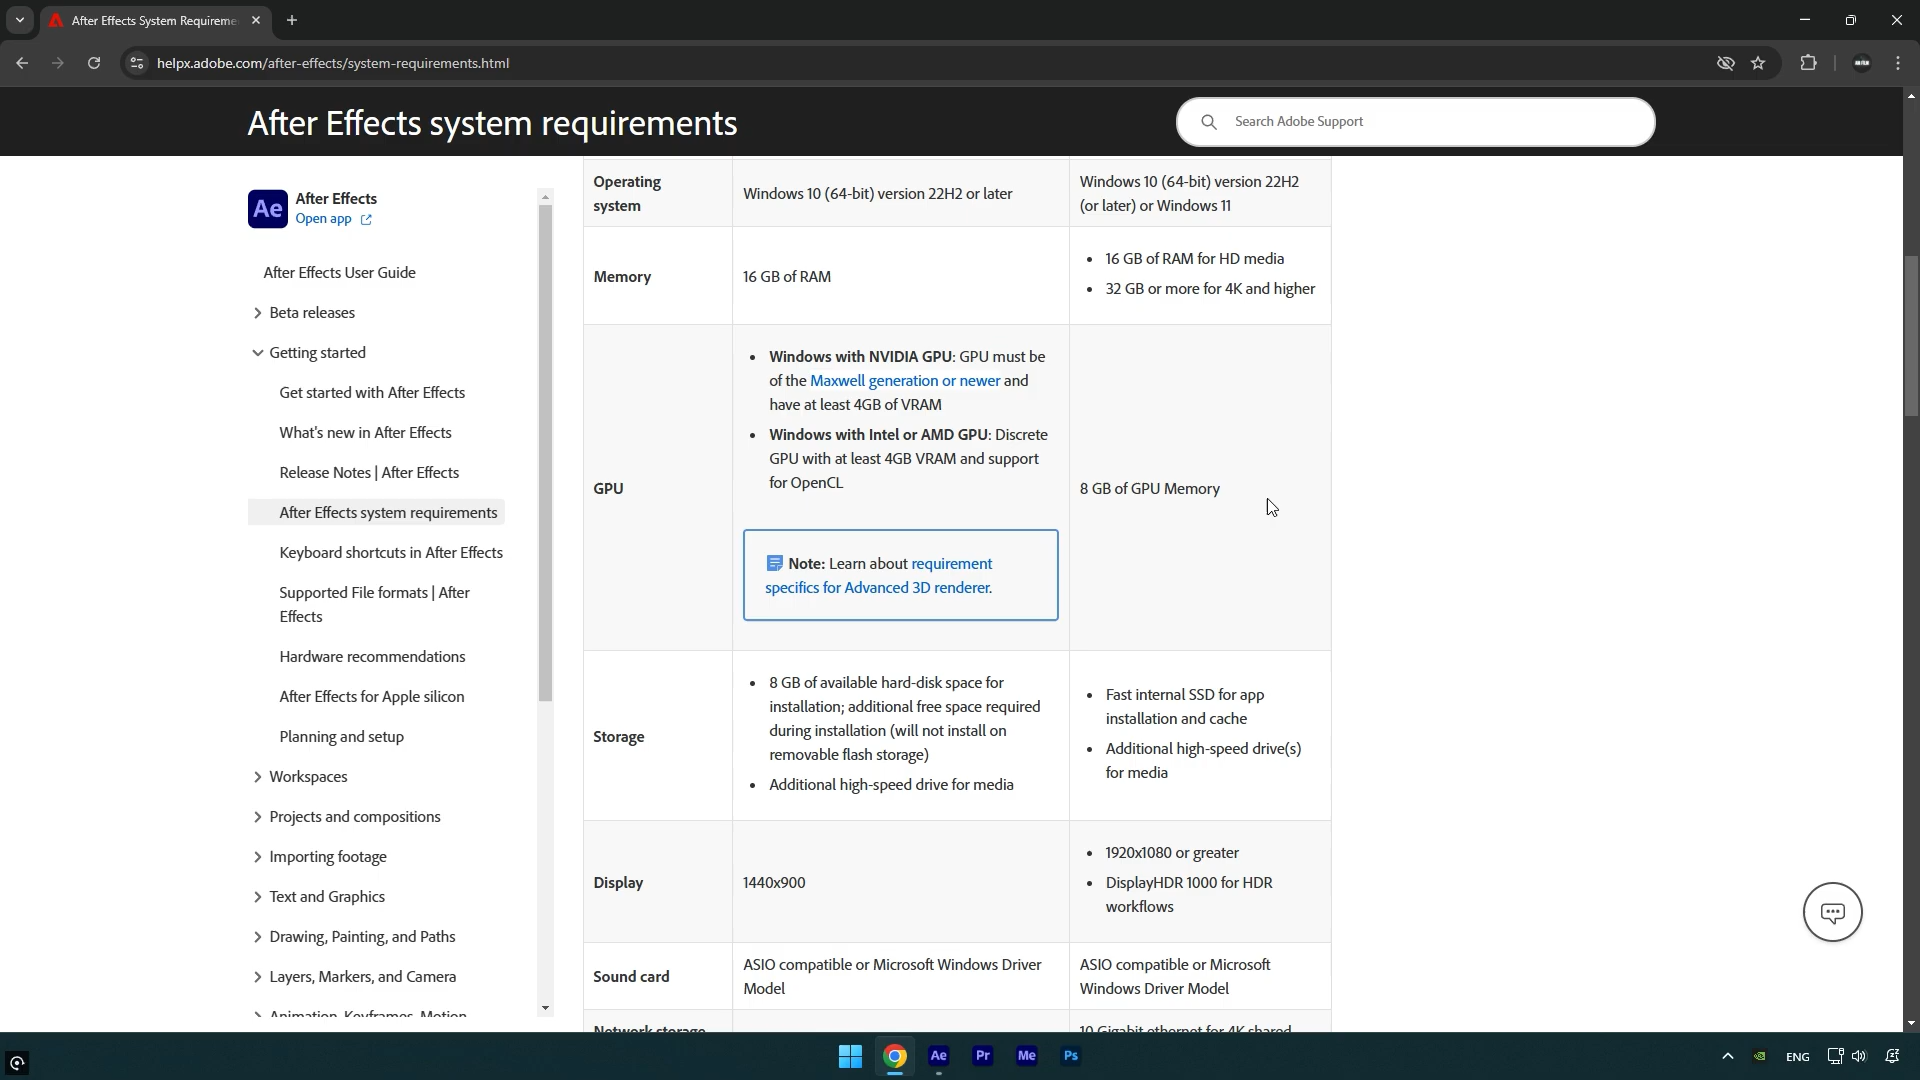 After Effects System Requireme
helpx.adobe.com/after-effects/system-requirements.html
After Effects system requirements
Search Adobe Support
Ae
After Effects
Open app
After Effects User Guide
Beta releases
Getting started
Get started with After Effects
What's new in After Effects
Release Notes | After Effects
After Effects system requirements
Keyboard shortcuts in After Effects
Supported File formats | After
Effects
Hardware recommendations
After Effects for Apple silicon
Planning and setup
Workspaces
Projects and compositions
Importing footage
Text and Graphics
Drawing, Painting, and Paths
Layers, Markers, and Camera
Animation, Keyframes, Motion
Operating
system
Windows 10 (64-bit) version 22H2 or later
Windows 10 (64-bit) version 22H2
(or later) or Windows 11
Memory
16 GB of RAM
• 16 GB of RAM for HD media
• 32 GB or more for 4K and higher
GPU
• Windows with NVIDIA GPU: GPU must be
of the Maxwell generation or newer and
have at least 4GB of VRAM
• Windows with Intel or AMD GPU: Discrete
GPU with at least 4GB VRAM and support
for OpenCL
Note: Learn about requirement
specifics for Advanced 3D renderer.
8 GB of GPU Memory
Storage
• 8 GB of available hard-disk space for
installation; additional free space required
during installation (will not install on
removable flash storage)
• Additional high-speed drive for media
• Fast internal SSD for app
installation and cache
• Additional high-speed drive(s)
for media
Display
1440x900
• 1920x1080 or greater
• DisplayHDR 1000 for HDR
workflows
Sound card
ASIO compatible or Microsoft Windows Driver
Model
ASIO compatible or Microsoft
Windows Driver Model
Network storage
10 Gigabit ethernet for 4K shared
Ae
Pr
Me
Ps
ENG